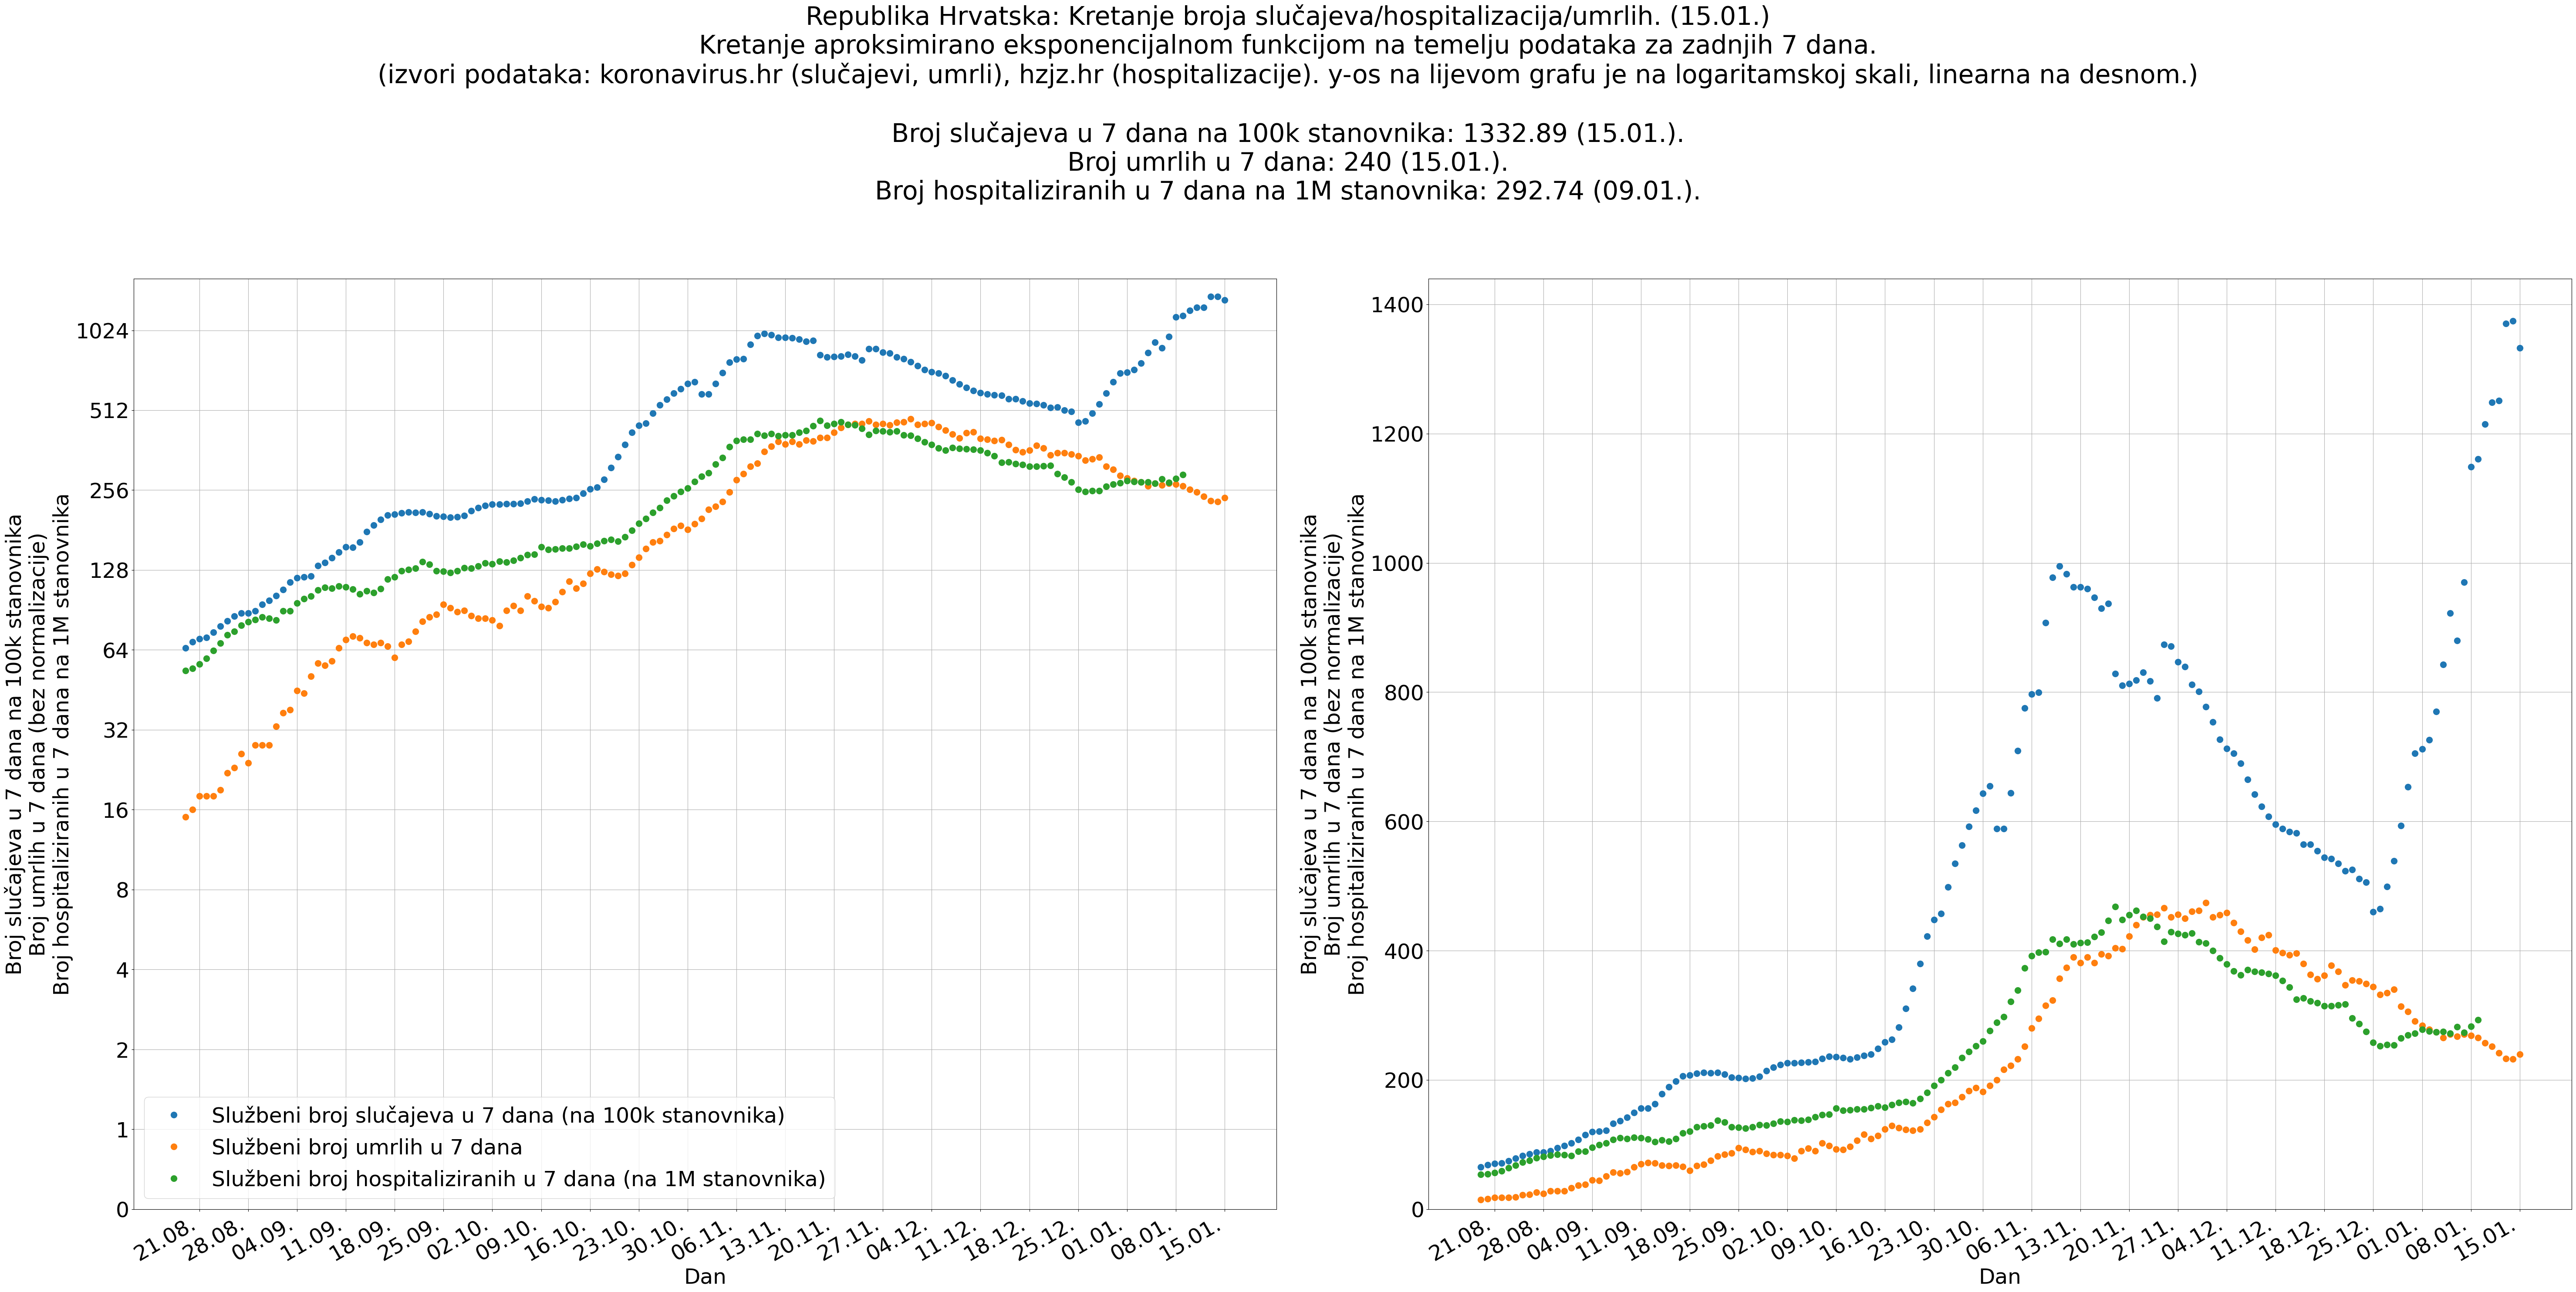 Republika Hrvatska: Kretanje broja slučajeva/hospitalizacija/umrlih. (15.01.)
Kretanje aproksimirano eksponencijalnom funkcijom na temelju podataka za zadnjih 7 dana.
(izvori podataka: koronavirus.hr (slučajevi, umrli), hzjz.hr (hospitalizacije). y-os na lijevom grafu je na logaritamskoj skali, linearna na desnom.)
Broj slučajeva u 7 dana na 100k stanovnika: 1332.89 (15.01.).
Broj umrlih u 7 dana: 240 (15.01.).
Broj hospitaliziranih u 7 dana na 1M stanovnika: 292.74 (09.01.).
Broj slučajeva u 7 dana na 100k stanovnika
Broj umrlih u 7 dana (bez normalizacije)
Broj hospitaliziranih u 7 dana na 1M stanovnika
1024
512
256
128
64
32
16
8
4
2
1
0
Službeni broj slučajeva u 7 dana (na 100k stanovnika)
Službeni broj umrlih u 7 dana
Službeni broj hospitaliziranih u 7 dana (na 1M stanovnika)
21.08. 28.08. 04.09. 11.09. 18.09. 25.09. 02.10. 09.10. 16.10. 23.10. 30.10. 06.11. 13.11. 20.11. 27.11. 04.12. 11.12. 18.12. 25.12. 01.01. 08.01. 15.01.
Dan
Broj slučajeva u 7 dana na 100k stanovnika
Broj umrlih u 7 dana (bez normalizacije)
Broj hospitaliziranih u 7 dana na 1M stanovnika
1400
1200
1000
800
600
400
200
0
21.08. 28.08. 04.09. 11.09. 18.09. 25.09. 02.10. 09.10. 16.10. 23.10. 30.10. 06.11. 13.11. 20.11. 27.11. 04.12. 11.12. 18.12. 25.12. 01.01. 08.01. 15.01.
Dan